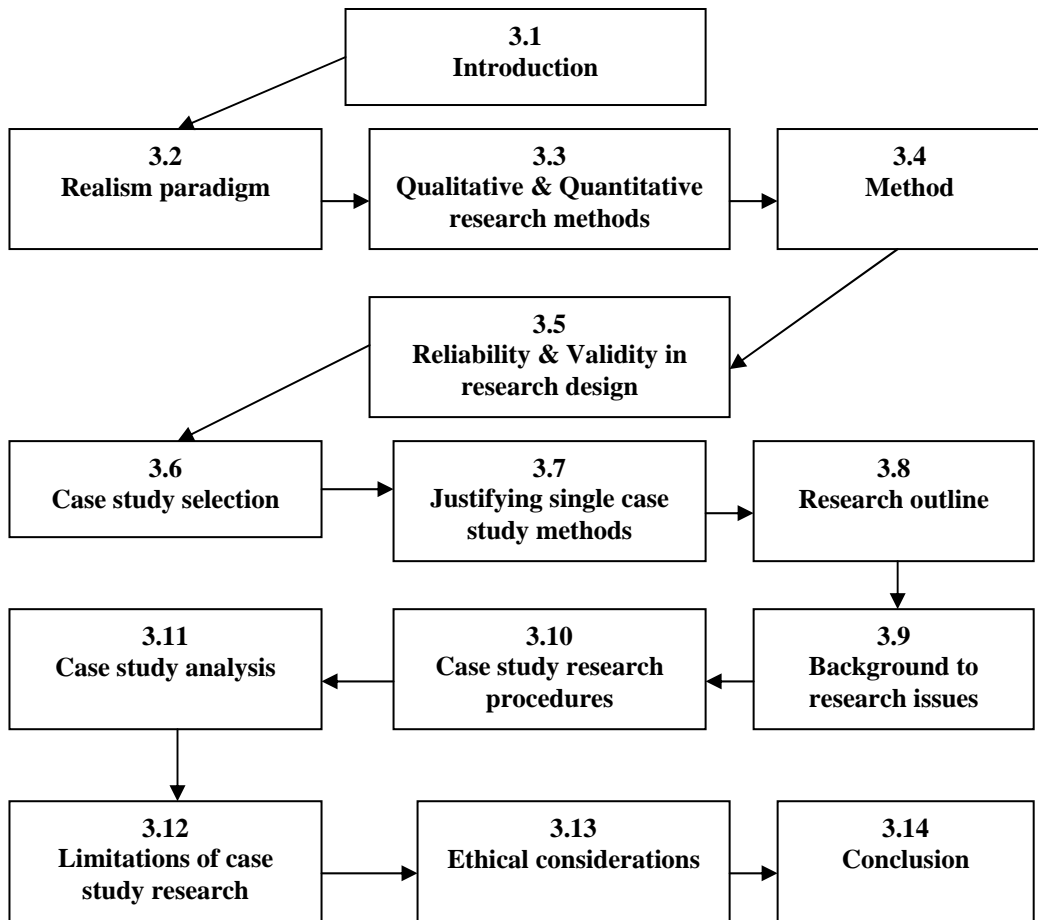 3.1
Introduction
3.2
Realism paradigm
3.3
Qualitative & Quantitative
research methods
3.4
Method
3.5
Reliability & Validity in
research design
3.6
Case study selection
3.7
Justifying single case
study methods
3.8
Research outline
3.9
Background to
research issues
3.10
Case study research
procedures
3.11
Case study analysis
3.12
Limitations of case
study research
3.13
Ethical considerations
3.14
Conclusion